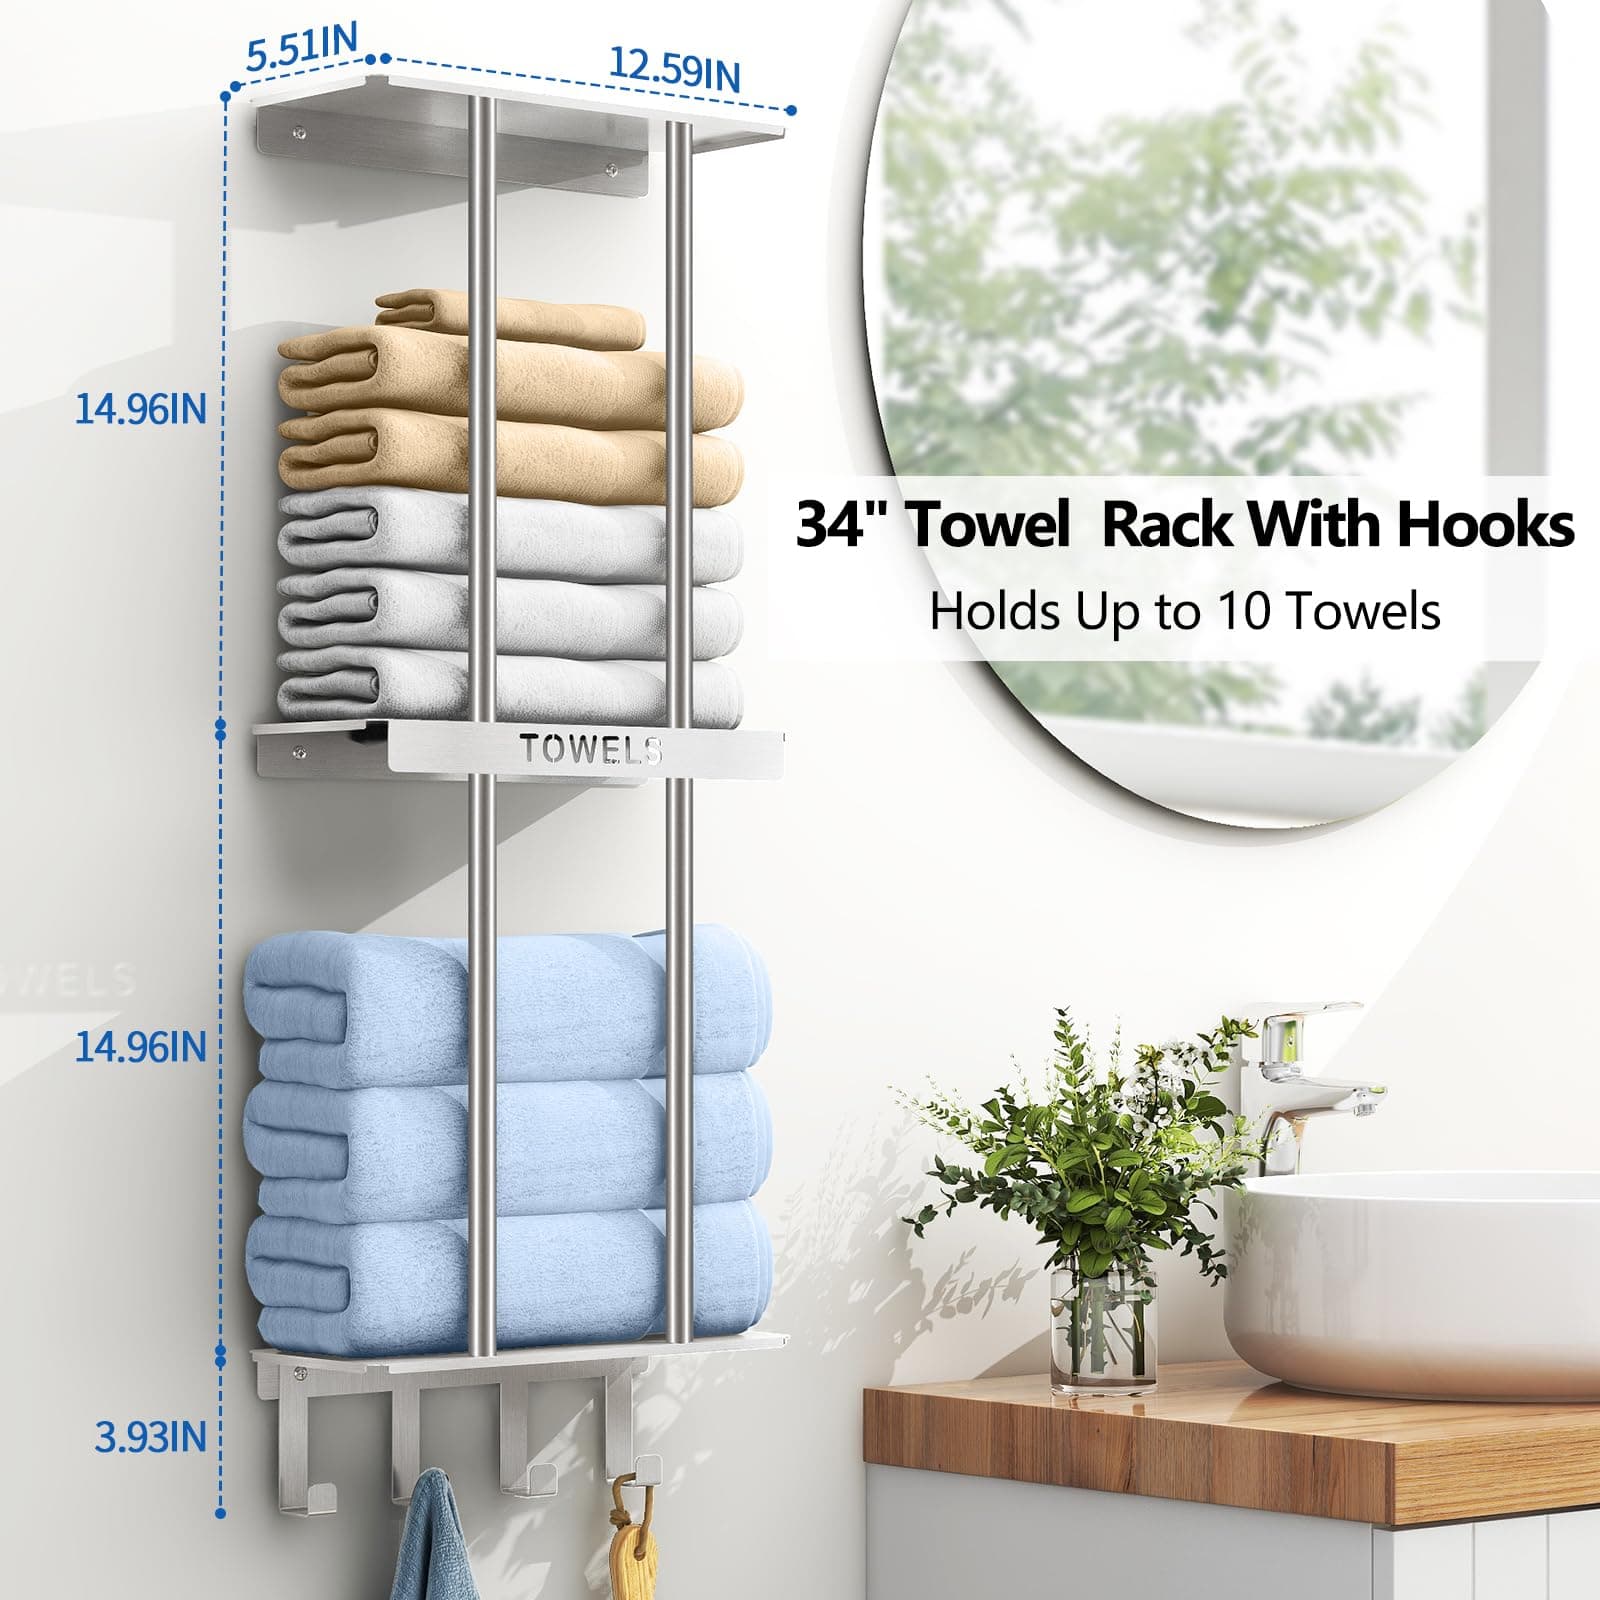 5.51IN
12.59IN
14.96IN
34" Towel Rack With Hooks
Holds Up to 10 Towels
TOWELS
14.96IN
3.93IN